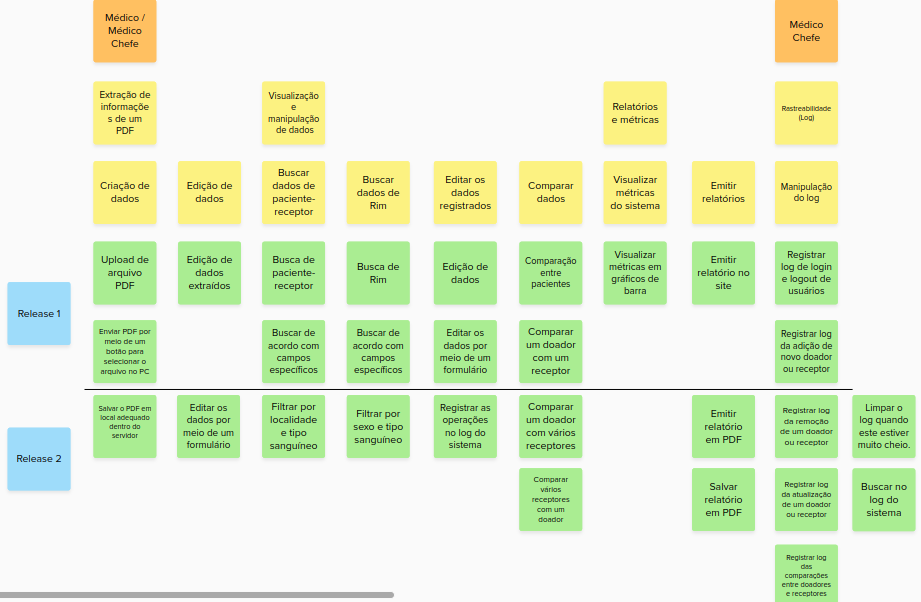 Médico /
Médico
Chefe
Médico
Chefe
Extração de
informaçõe
s de um
PDF
Visualização
e
manipulação
de dados
Relatórios
e métricas
Rastreabilidade
(Log)
Criação de
dados
Edição de
dados
Buscar
dados de
paciente-
receptor
Buscar
dados de
Rim
Editar os
dados
registrados
Comparar
dados
Visualizar
métricas
do sistema
Emitir
relatórios
Manipulação
do log
Upload de
arquivo
PDF
Edição de
dados
extraídos
Busca de
paciente-
receptor
Busca de
Rim
Edição de
dados
Comparação
entre
pacientes
Visualizar
métricas em
gráficos de
barra
Emitir
relatório no
site
Registrar
log de login
e logout de
usuários
Release 1
Enviar PDF por
meio de um
botão para
selecionar o
arquivo no PC
Buscar de
acordo com
campos
específicos
Buscar de
acordo com
campos
específicos
Editar os
dados por
meio de um
formulário
Comparar
um doador
com um
receptor
Registrar log
da adição de
novo doador
ou receptor
Release 2
Salvar o PDF em
local adequado
dentro do
servidor
Editar os
dados por
meio de um
formulário
Filtrar por
localidade
e tipo
sanguíneo
Filtrar por
sexo e tipo
sanguíneo
Registrar as
operações
no log do
sistema
Comparar
um doador
com vários
receptores
Emitir
relatório
em PDF
Registrar log
da remoção
de um doador
ou receptor
Limpar o
log quando
este estiver
muito cheio.
Comparar
vários
receptores
com um
doador
Salvar
relatório
em PDF
Registrar log
da atualização
de um doador
ou receptor
Buscar no
log do
sistema
Registrar log
das
comparações
entre doadores
e receptores